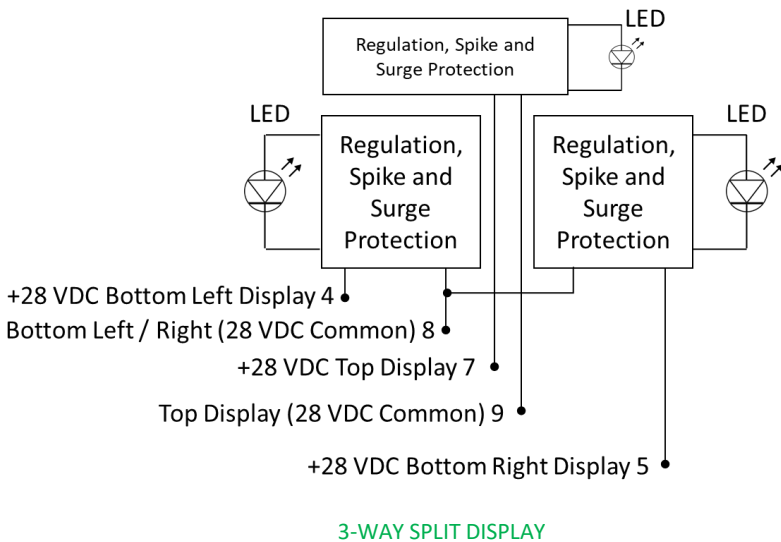 LED
Regulation, Spike and
Surge Protection
LED
Regulation,
Spike and
Surge
Protection
Regulation,
Spike and
Surge
Protection
LED
+28 VDC Bottom Left Display 4
Bottom Left / Right (28 VDC Common) 8
+28 VDC Top Display 7
Top Display (28 VDC Common) 9
+28 VDC Bottom Right Display 5
3-WAY SPLIT DISPLAY